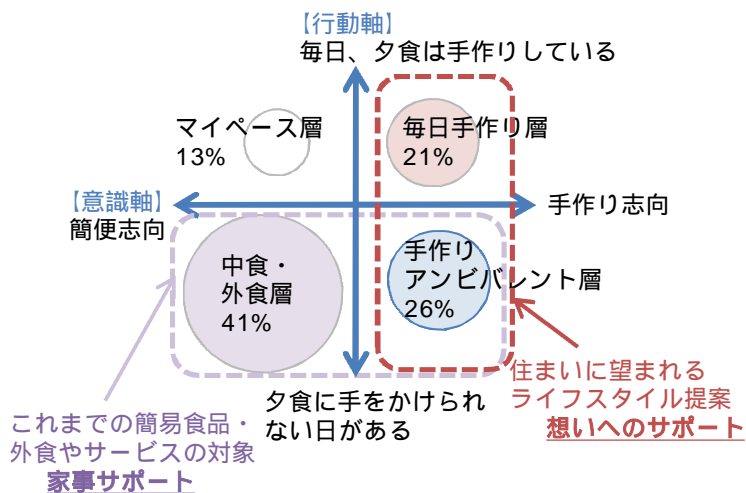 【行動軸】
毎日、夕食は手作りしている
マイペース層
13%
毎日手作り層
21%
【意識軸】
簡便志向
手作り志向
中食・
外食層
41%
手作り
アンビバレント層
26%
夕食に手をかけられ
ない日がある
これまでの簡易食品・
外食やサービスの対象
家事サポート
住まいに望まれる
ライフスタイル提案
想いへのサポート